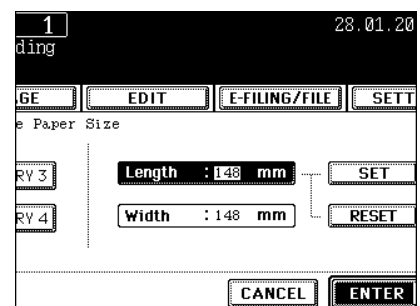 1 28.01.20
ding
.GE EDIT E-FILING/FILE SETT
e Paper Size
RY 3 Length : 148 mm SET
RY 4 Width : 148 mm RESET
CANCEL ENTER